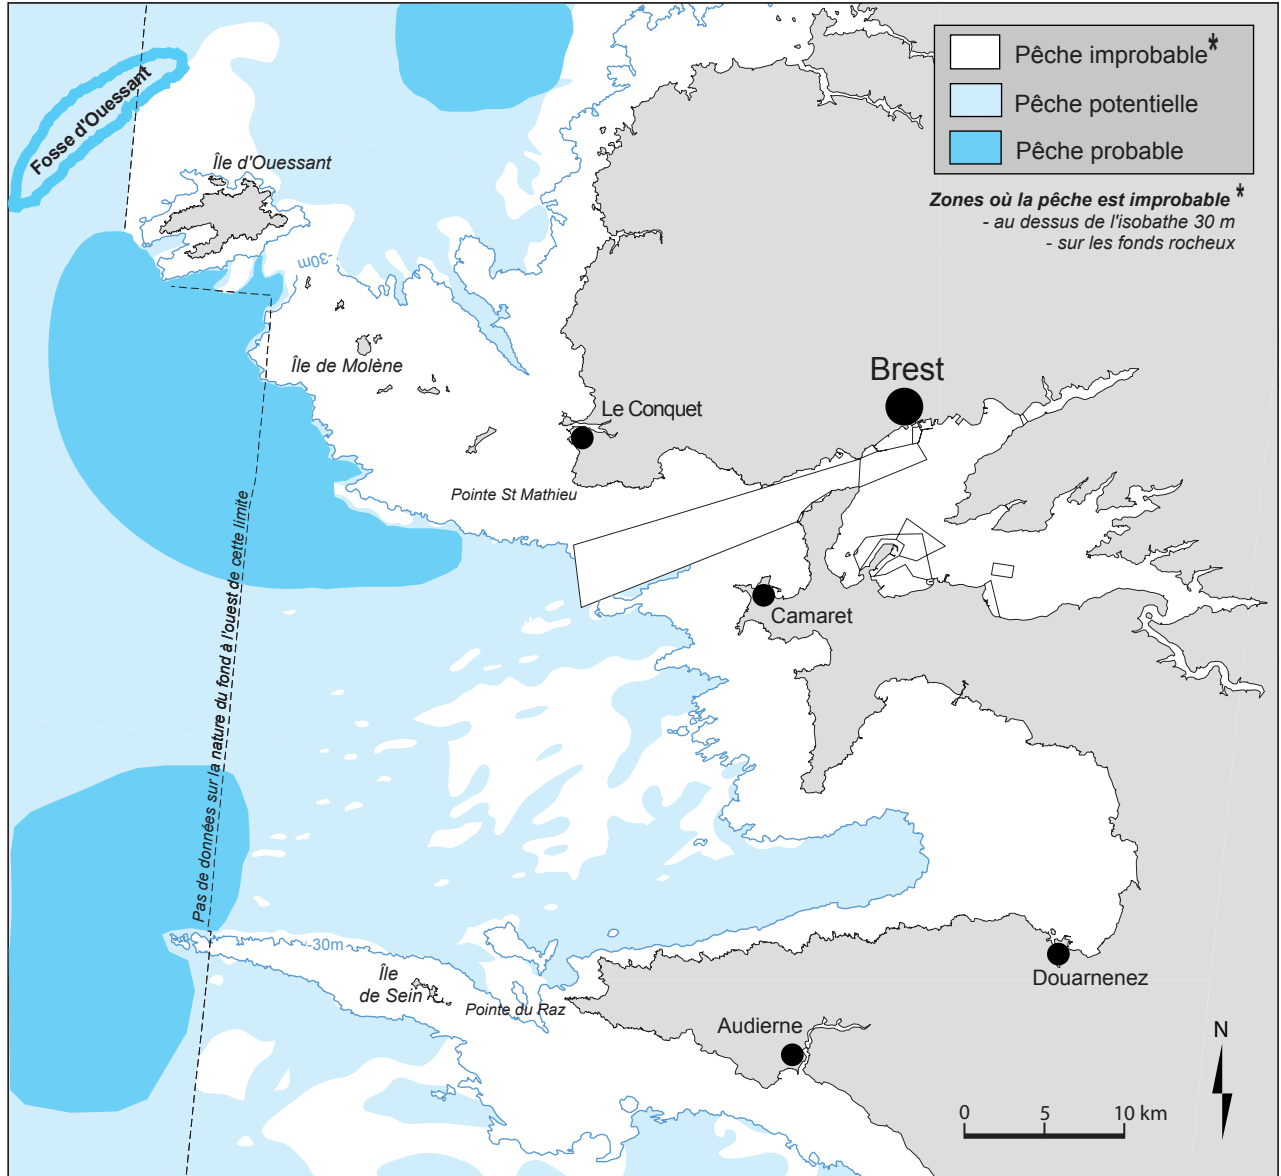 Pêche improbable*
Pêche potentielle
Pêche probable
Zones où la pêche est improbable *
- au dessus de l'isobathe 30 m
- sur les fonds rocheux
Fosse d'Ouessant
Île d'Ouessant
-30m
Île de Molène
Brest
Le Conquet
Pointe St Mathieu
Camaret
Pas de données sur la nature du fond à l'ouest de cette limite
-30m
Île
de Sein
Pointe du Raz
Douarnenez
Audierne
N
0 5 10 km